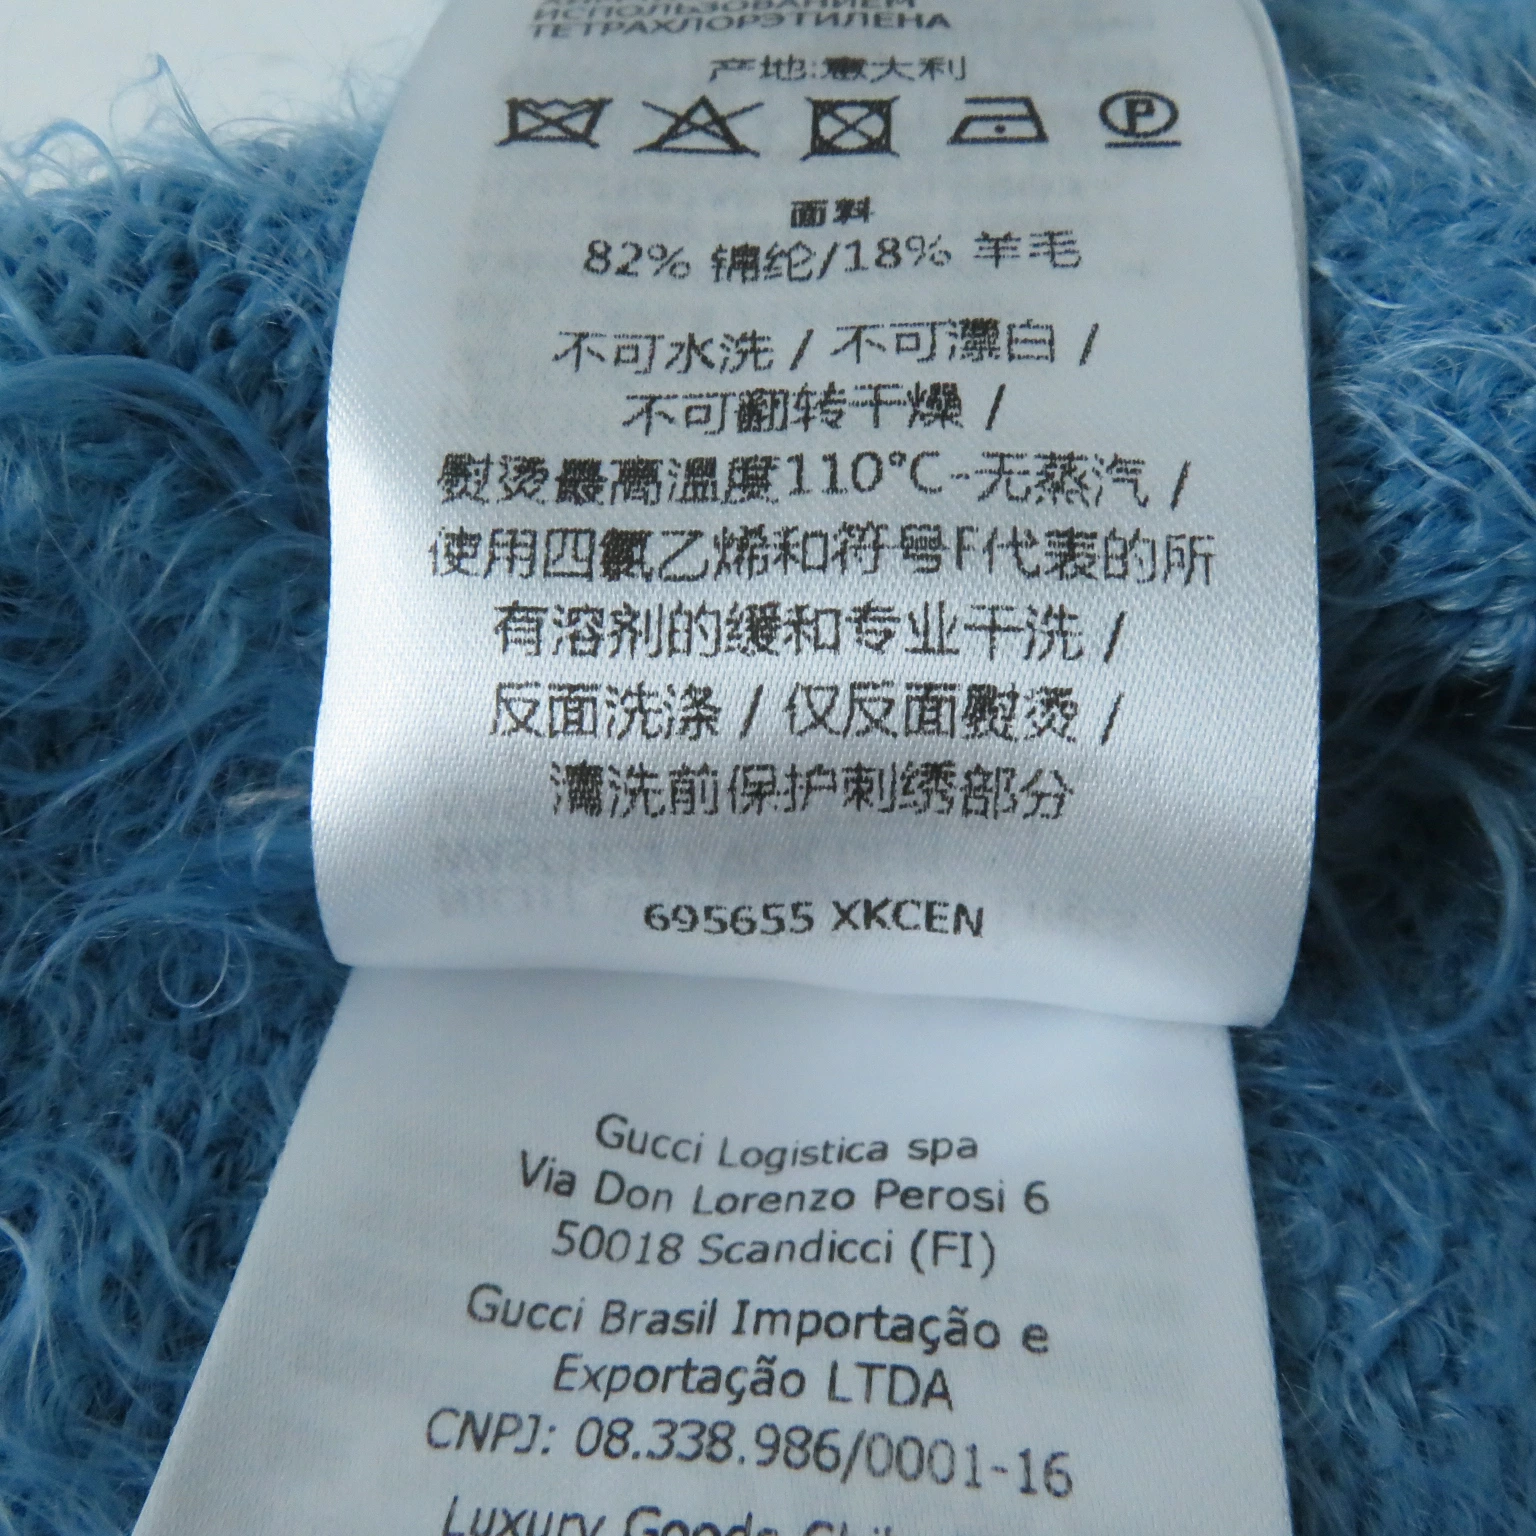 ИСПОЛЬЗОВАНИЕМ
ТЕТРАХЛОРЭТИЛЕНА
产地:意大利
P
面料
82% 锦纶/18% 羊毛
不可水洗 / 不可漂白 /
不可翻转干燥 /
熨烫最高温度110°C-无蒸汽 /
使用四氯乙烯和符号F代表的所
有溶剂的缓和专业干洗 /
反面洗涤 / 仅反面熨烫 /
清洗前保护刺绣部分
695655 XKCEN
Gucci Logistica spa
Via Don Lorenzo Perosi 6
50018 Scandicci (FI)
Gucci Brasil Importação e
Exportação LTDA
CNPJ: 08.338.986/0001-16
Luxury Goods